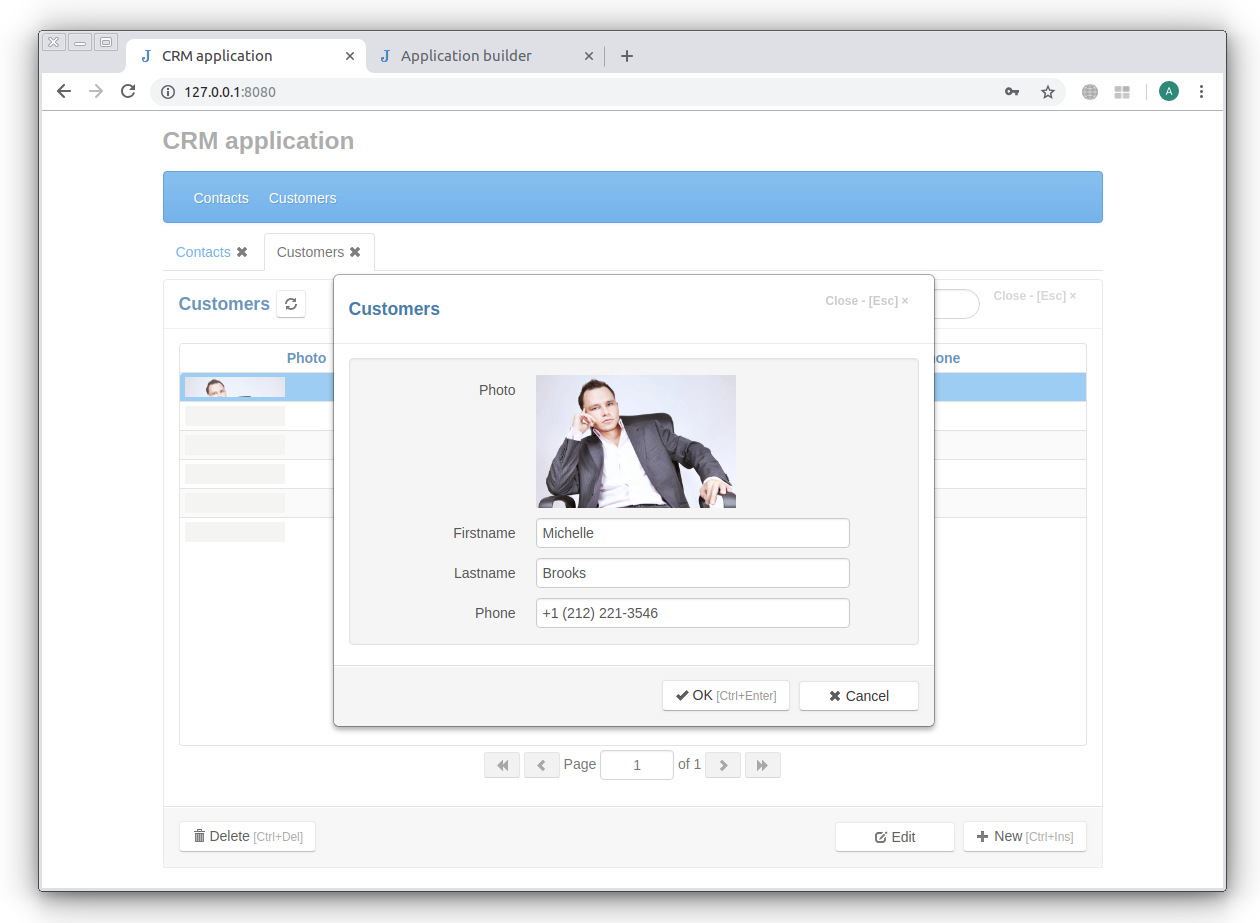 CRM application
Application builder
127.0.0.1:8080
A
CRM application
Contacts Customers
Contacts Customers
Customers
Close - [Esc] ×
Customers
Close - [Esc] ×
Photo
one
Photo
Firstname Michelle
Lastname Brooks
Phone +1 (212) 221-3546
OK [Ctrl+Enter] Cancel
Page 1 of 1
Delete [Ctrl+Del] Edit New [Ctrl+Ins]